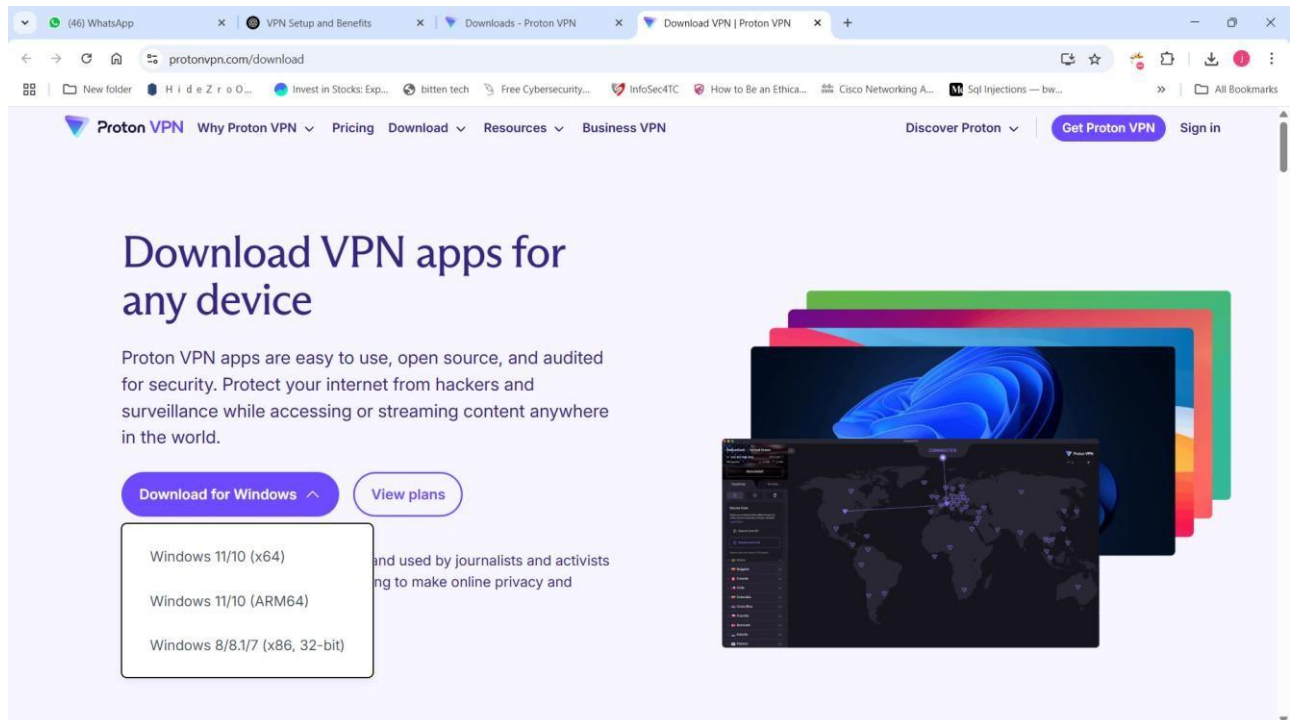 (46) WhatsApp
VPN Setup and Benefits
Downloads - Proton VPN
Download VPN | Proton VPN
protonvpn.com/download
New folder
H i d e Z r o O...
Invest in Stocks: Exp...
bitten tech
Free Cybersecurity...
InfoSec4TC
How to Be an Ethica...
Cisco Networking A...
Sql Injections — bw...
»
All Bookmarks
Proton VPN
Why Proton VPN
Pricing
Download
Resources
Business VPN
Discover Proton
Get Proton VPN
Sign in
Download VPN apps for
any device
Proton VPN apps are easy to use, open source, and audited
for security. Protect your internet from hackers and
surveillance while accessing or streaming content anywhere
in the world.
Download for Windows
View plans
Windows 11/10 (x64)
and used by journalists and activists
ng to make online privacy and
Windows 11/10 (ARM64)
Windows 8/8.1/7 (x86, 32-bit)
CONNECTED
Proton VPN